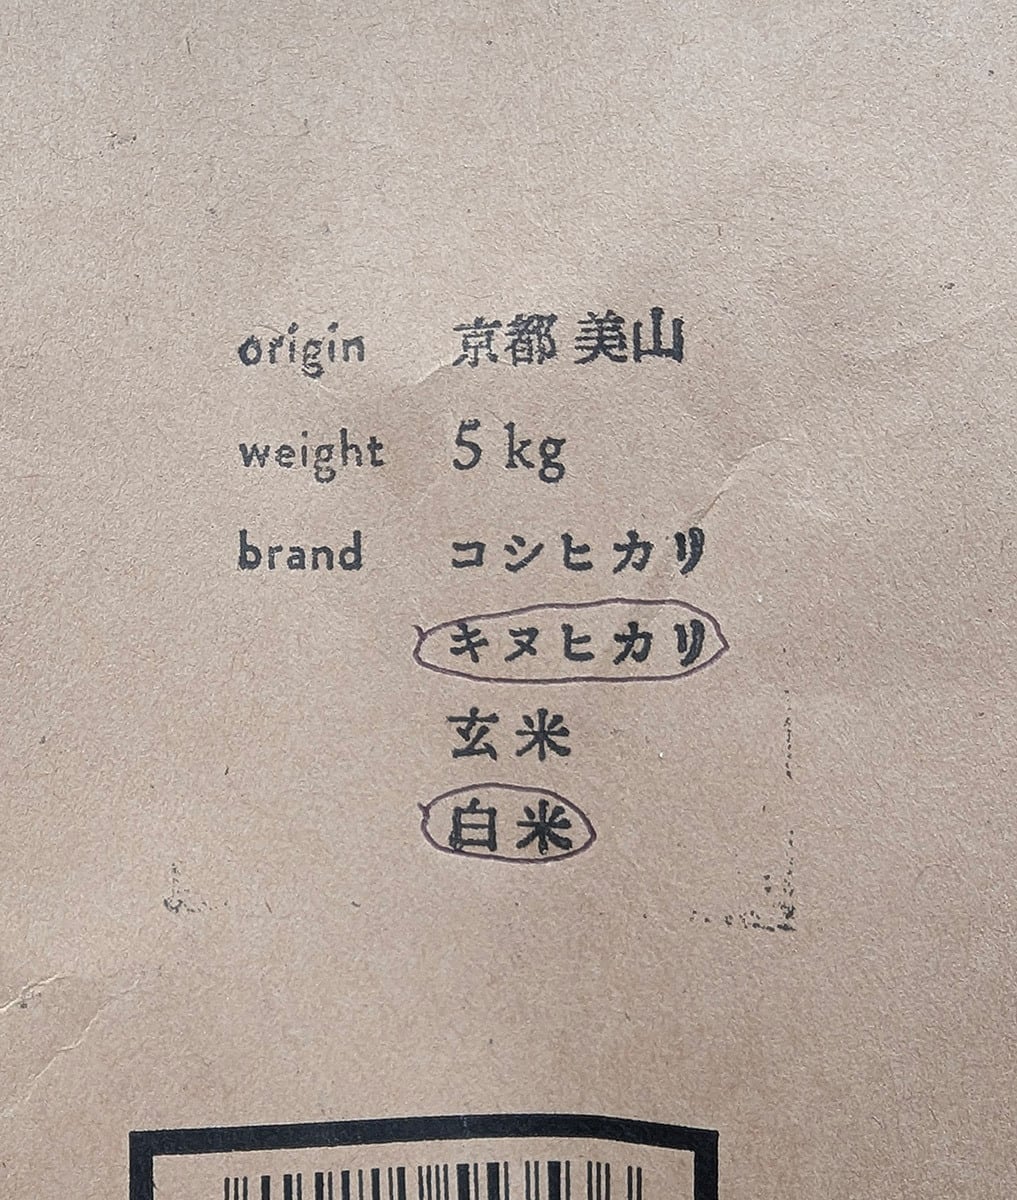 origin 京都 美山
weight 5 kg
brand コシヒカリ
キヌヒカリ
玄米
白米